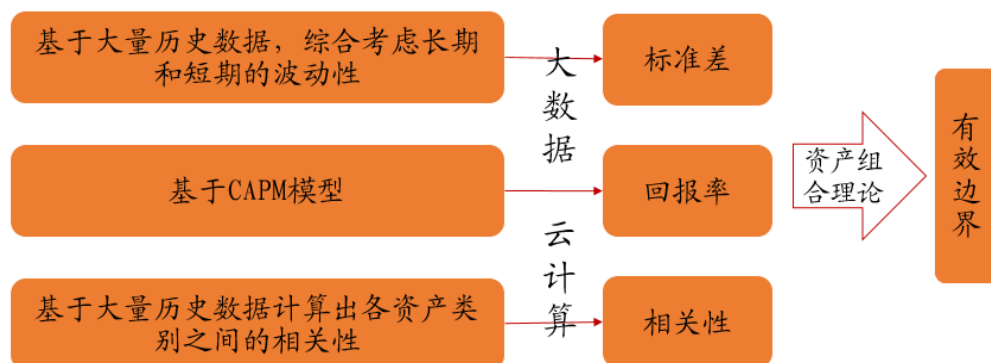 基于大量历史数据，综合考虑长期
和短期的波动性
大数据
标准差
基于CAPM模型
回报率
资产组
合理论
有效边界
云计算
基于大量历史数据计算出各资产类
别之间的相关性
相关性